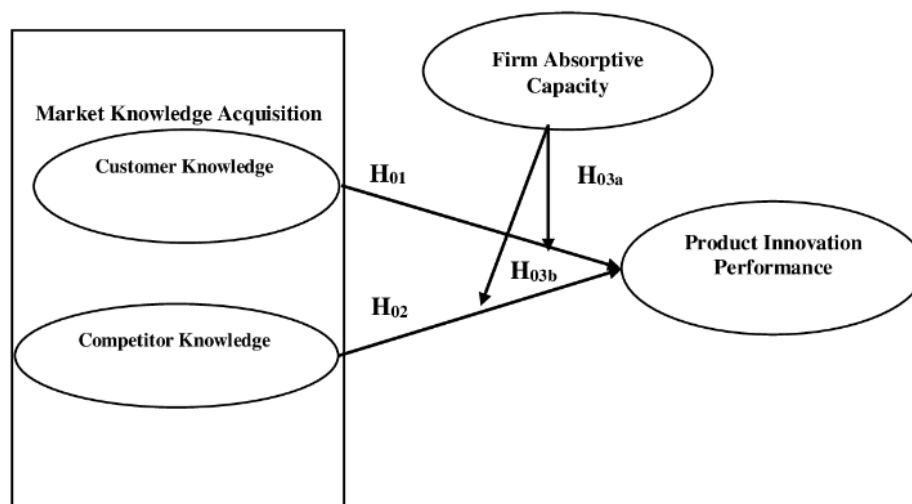 Firm Absorptive
Capacity
Market Knowledge Acquisition
Customer Knowledge
H01
H03a
Product Innovation
Performance
H03b
H02
Competitor Knowledge